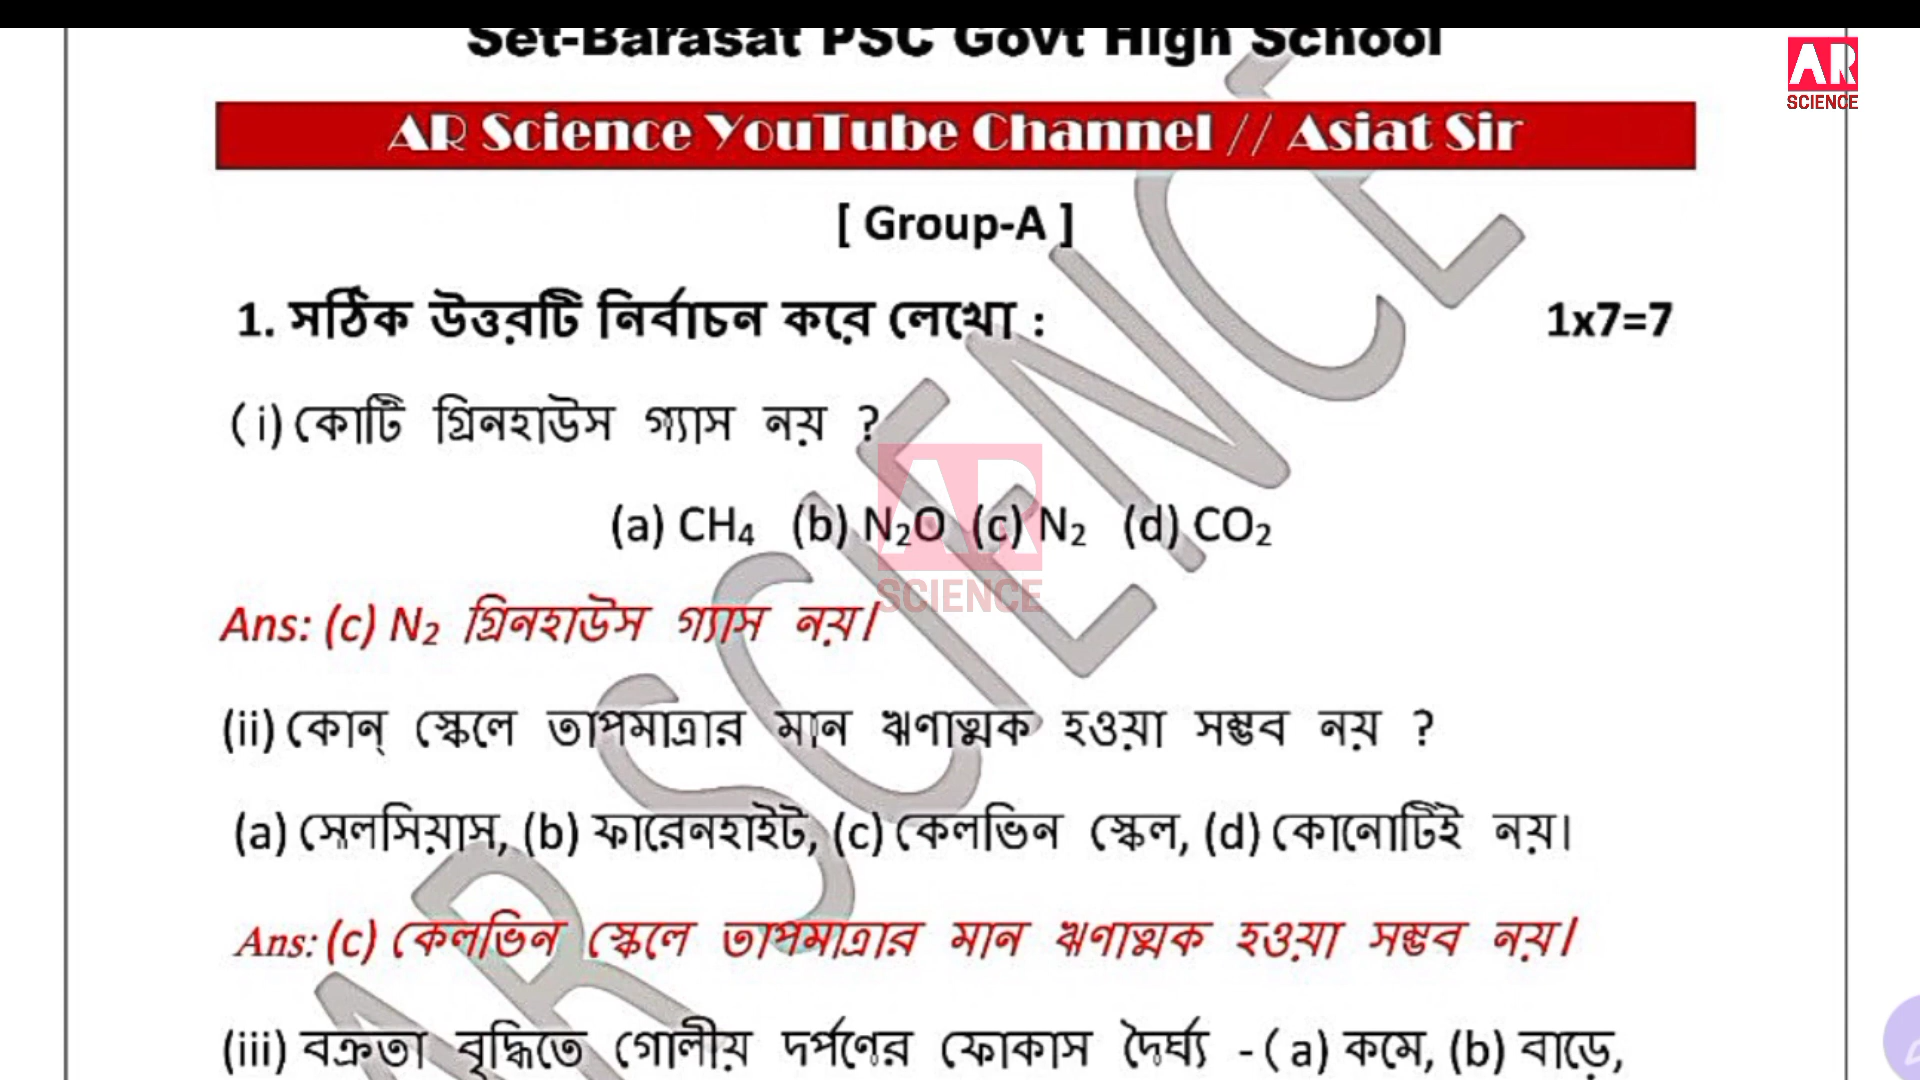 Set-Barasat PSC Govt High School
AR
SCIENCE
AR Science YouTube Channel // Asiat Sir
[ Group-A ]
1. সঠিক উত্তরটি নির্বাচন করে লেখো : 1x7=7
(i) কোটি গ্রিনহাউস গ্যাস নয় ?
(a) CH₄ (b) N₂O (c) N₂ (d) CO₂
AR
SCIENCE
Ans: (c) N₂ গ্রিনহাউস গ্যাস নয়।
(ii) কোন্ স্কেলে তাপমাত্রার মান ঋণাত্মক হওয়া সম্ভব নয় ?
(a) সেলসিয়াস, (b) ফারেনহাইট, (c) কেলভিন স্কেল, (d) কোনোটিই নয়।
Ans: (c) কেলভিন স্কেলে তাপমাত্রার মান ঋণাত্মক হওয়া সম্ভব নয়।
(iii) বক্রতা বৃদ্ধিতে গোলীয় দর্পণের ফোকাস দৈর্ঘ্য - (a) কমে, (b) বাড়ে,
AR SCIENCE